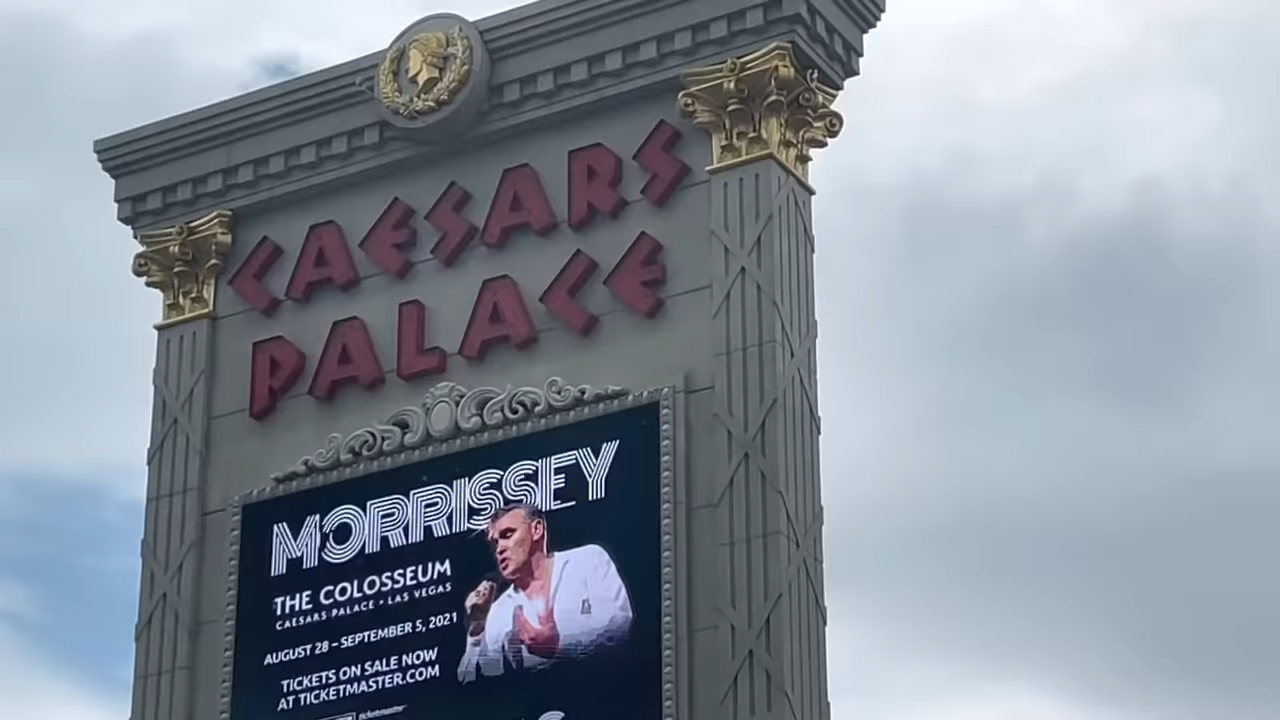 CAESARS
PALACE
MORRISSEY
THE COLOSSEUM
CAESARS PALACE • LAS VEGAS
AUGUST 28 – SEPTEMBER 5, 2021
TICKETS ON SALE NOW
AT TICKETMASTER.COM
ticketmaster